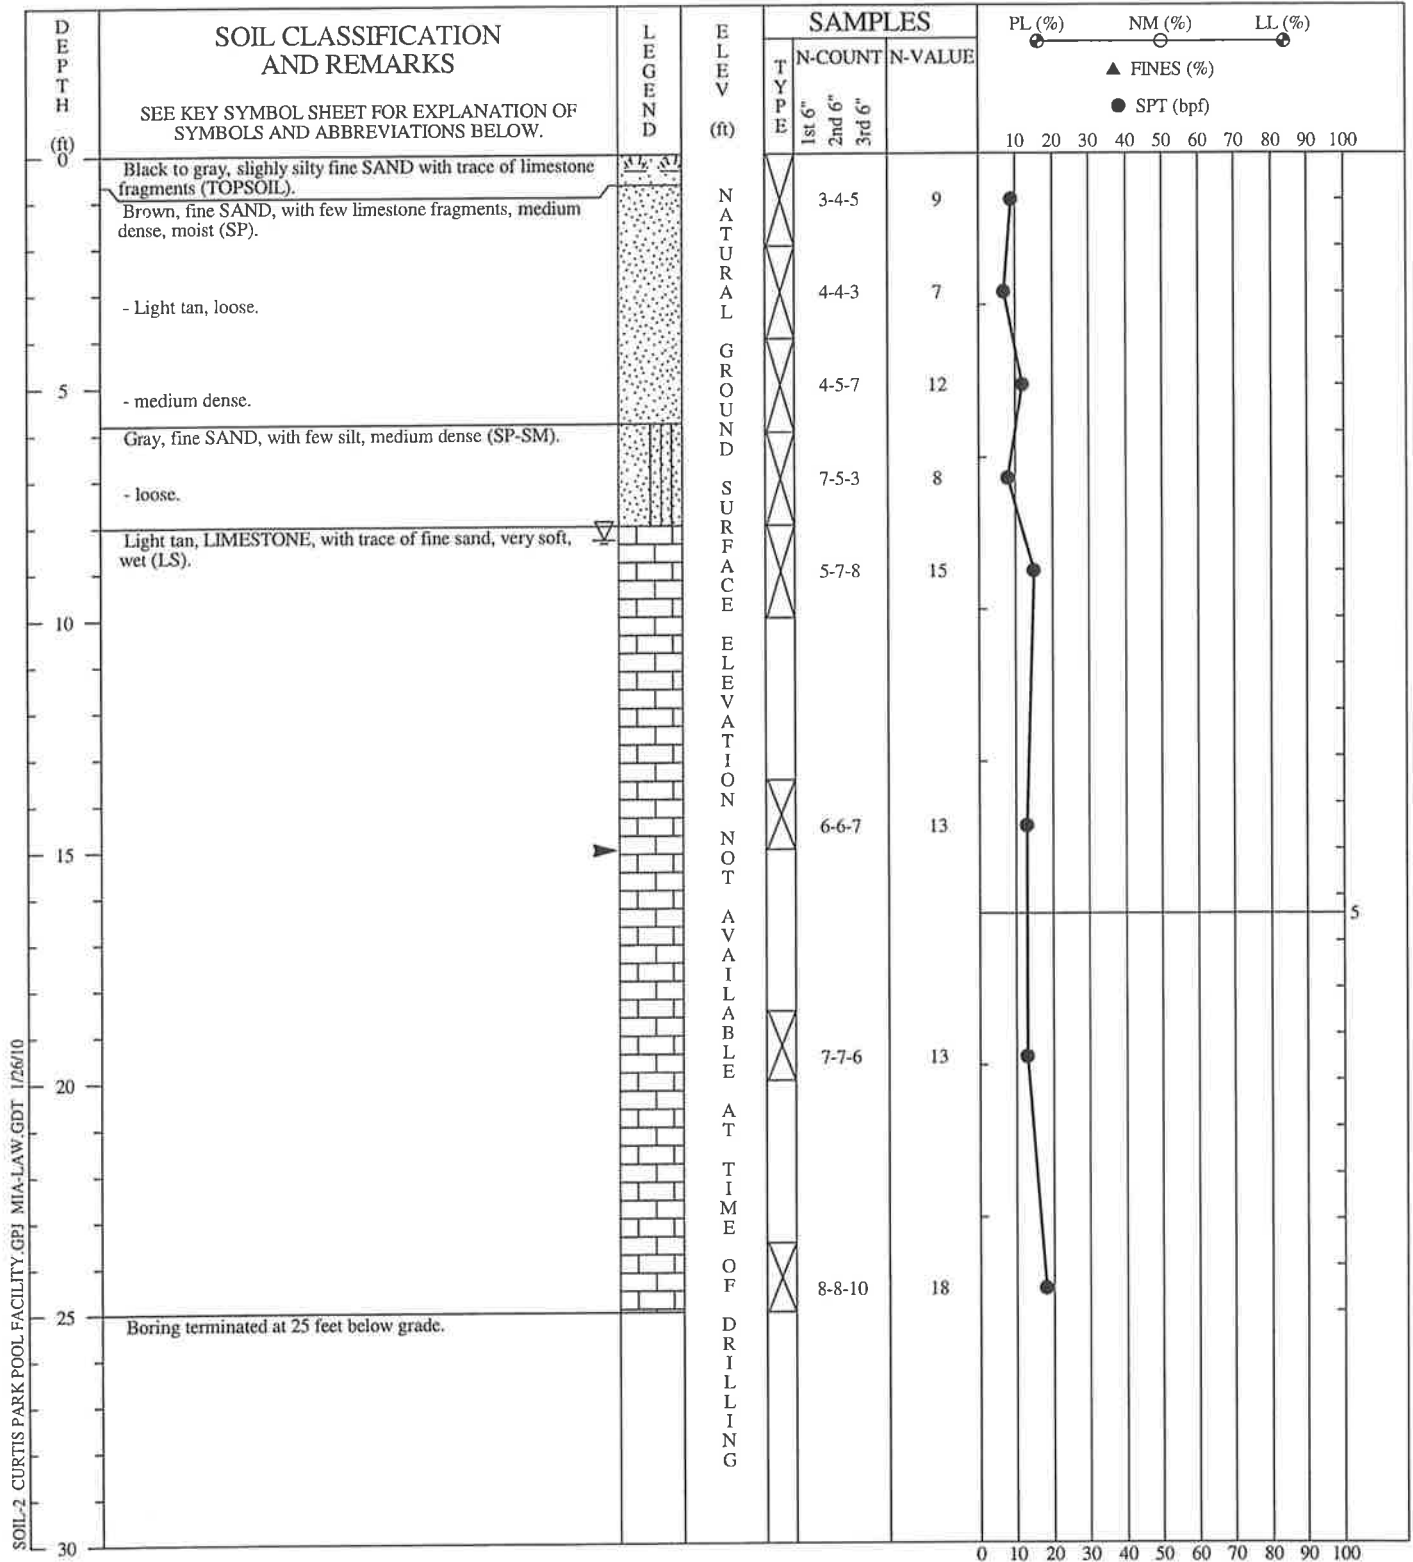 DEPTH
(ft)
SOIL CLASSIFICATION
AND REMARKS
SEE KEY SYMBOL SHEET FOR EXPLANATION OF
SYMBOLS AND ABBREVIATIONS BELOW.
LEGEND
ELEV
(ft)
SAMPLES
TYPE
N-COUNT
1st 6"
2nd 6"
3rd 6"
N-VALUE
PL (%) NM (%) LL (%)
▲ FINES (%)
● SPT (bpf)
10 20 30 40 50 60 70 80 90 100
0
Black to gray, slighly silty fine SAND with trace of limestone
fragments (TOPSOIL).
Brown, fine SAND, with few limestone fragments, medium
dense, moist (SP).
3-4-5 9
- Light tan, loose.
4-4-3 7
5
- medium dense.
4-5-7 12
Gray, fine SAND, with few silt, medium dense (SP-SM).
- loose.
7-5-3 8
Light tan, LIMESTONE, with trace of fine sand, very soft,
wet (LS).
5-7-8 15
10
6-6-7 13
15
5
7-7-6 13
20
8-8-10 18
25
Boring terminated at 25 feet below grade.
30
NATURAL GROUND SURFACE ELEVATION NOT AVAILABLE AT TIME OF DRILLING
0 10 20 30 40 50 60 70 80 90 100
SOIL-2 CURTIS PARK POOL FACILITY.GPJ MIA-LAW.GDT 1/26/10